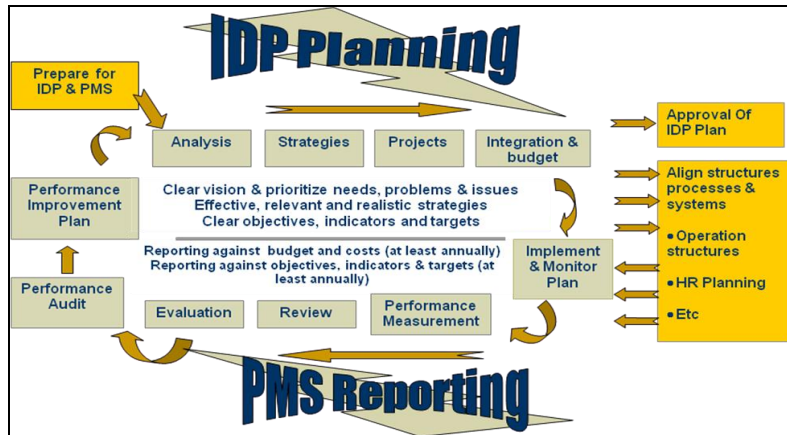 IDP Planning
Prepare for
IDP & PMS
Analysis
Strategies
Projects
Integration &
budget
Approval Of
IDP Plan
Clear vision & prioritize needs, problems & issues
Effective, relevant and realistic strategies
Clear objectives, indicators and targets
Performance
Improvement
Plan
Align structures
processes &
systems
•Operation
structures
•HR Planning
•Etc
Reporting against budget and costs (at least annually)
Reporting against objectives, indicators & targets (at
least annually)
Implement
& Monitor
Plan
Performance
Audit
Evaluation
Review
Performance
Measurement
PMS Reporting